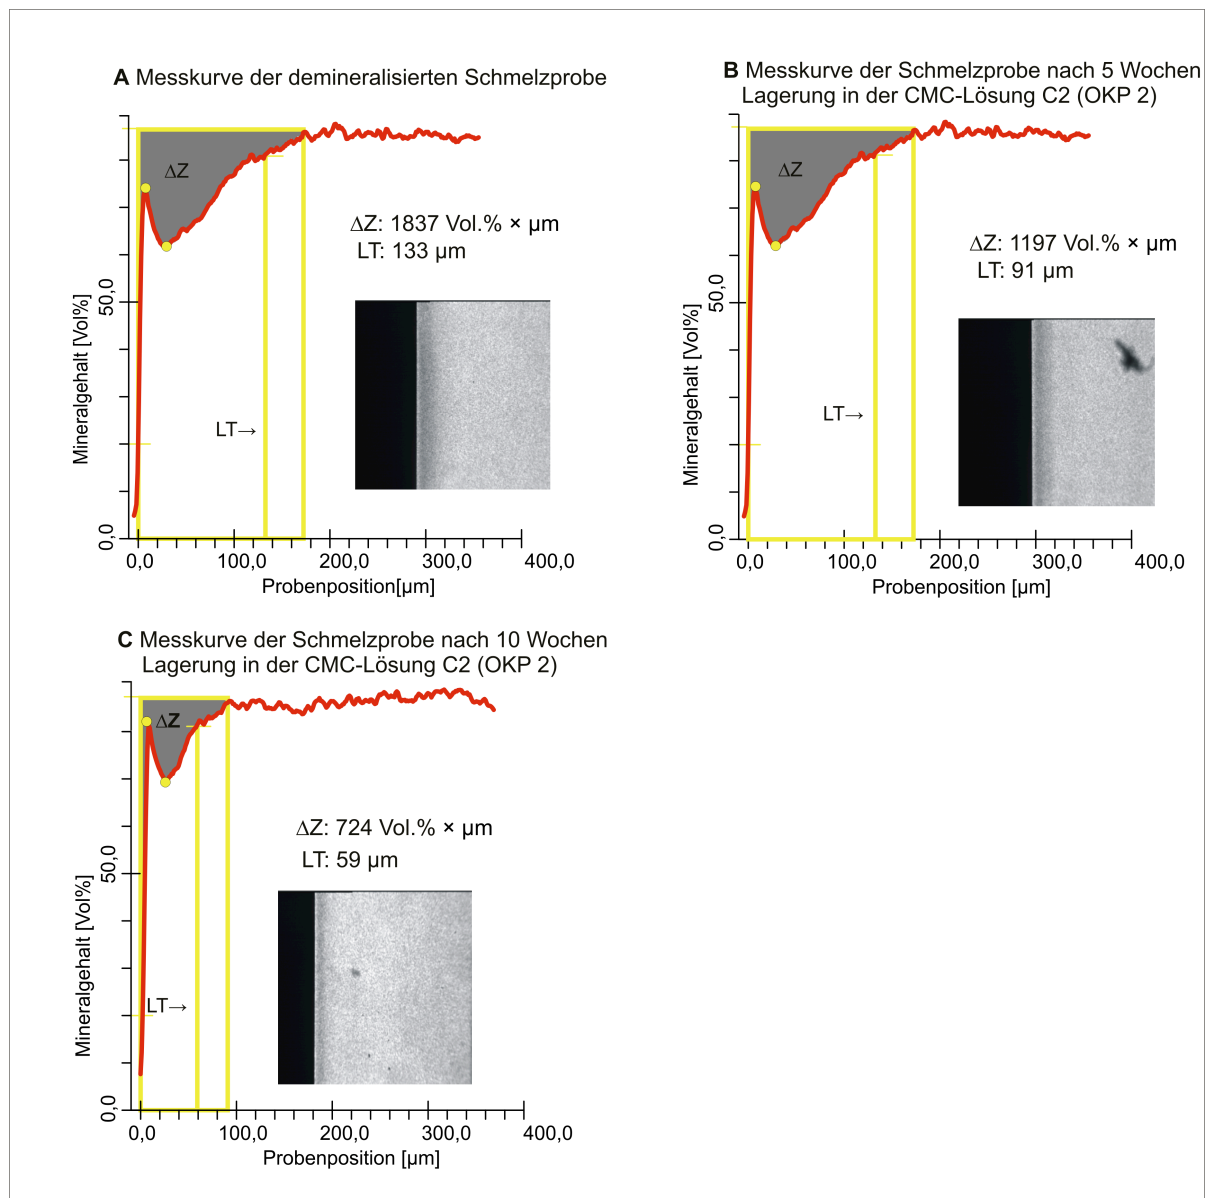 A Messkurve der demineralisierten Schmelzprobe
ΔZ
ΔZ: 1837 Vol.% × µm
LT: 133 µm
LT→
Mineralgehalt [Vol%]
50,0
0,0
0,0 100,0 200,0 300,0 400,0
Probenposition[µm]
B Messkurve der Schmelzprobe nach 5 Wochen
Lagerung in der CMC-Lösung C2 (OKP 2)
ΔZ
ΔZ: 1197 Vol.% × µm
LT: 91 µm
LT→
Mineralgehalt [Vol%]
50,0
0,0
0,0 100,0 200,0 300,0 400,0
Probenposition [µm]
C Messkurve der Schmelzprobe nach 10 Wochen
Lagerung in der CMC-Lösung C2 (OKP 2)
ΔZ
ΔZ: 724 Vol.% × µm
LT: 59 µm
LT→
Mineralgehalt [Vol%]
50,0
0,0
0,0 100,0 200,0 300,0 400,0
Probenposition [µm]